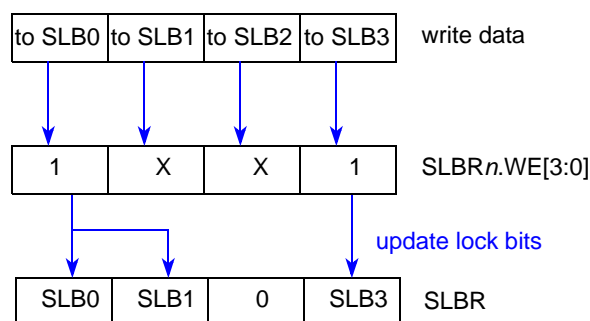 to SLB0 to SLB1 to SLB2 to SLB3 write data
1 X X 1 SLBRn.WE[3:0]
update lock bits
SLB0 SLB1 0 SLB3 SLBR